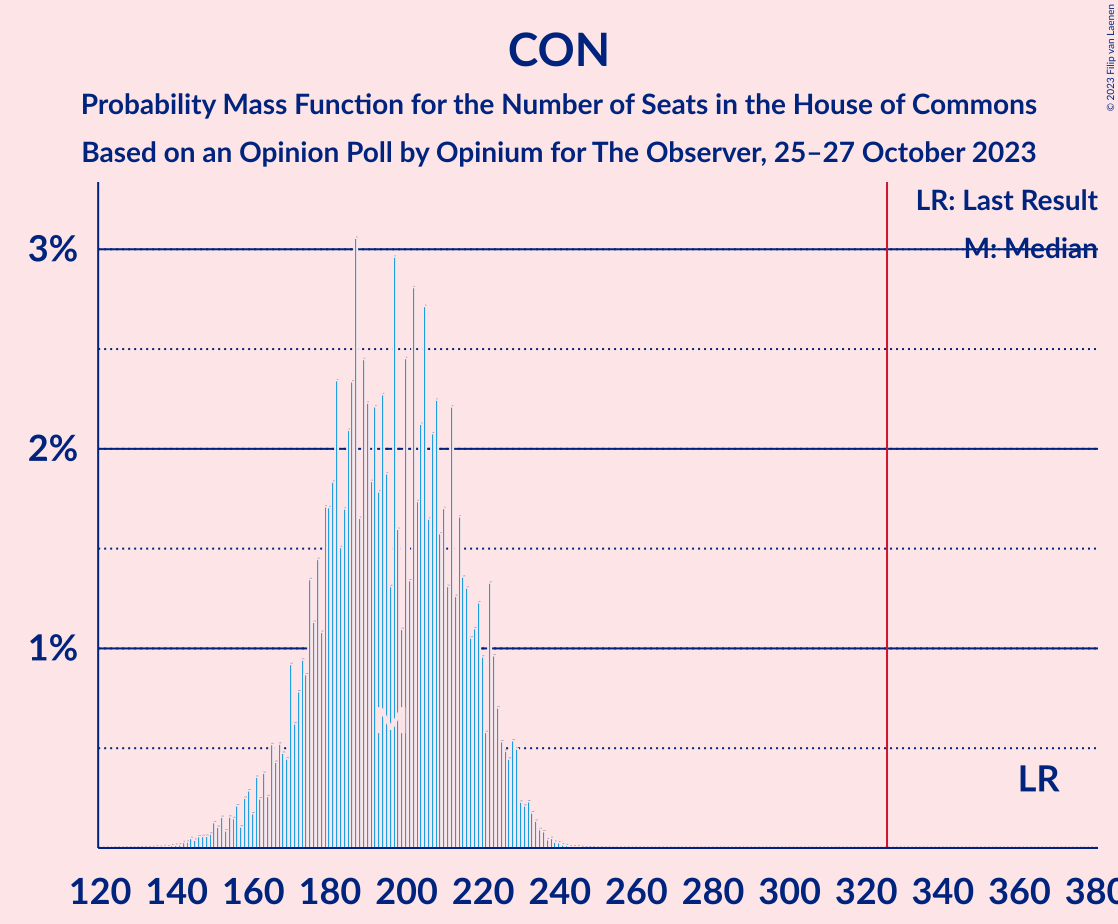 CON
Probability Mass Function for the Number of Seats in the House of Commons
Based on an Opinion Poll by Opinium for The Observer, 25–27 October 2023
© 2023 Filip van Laenen
LR: Last Result
M: Median
3%
2%
1%
M
LR
120 140 160 180 200 220 240 260 280 300 320 340 360 380